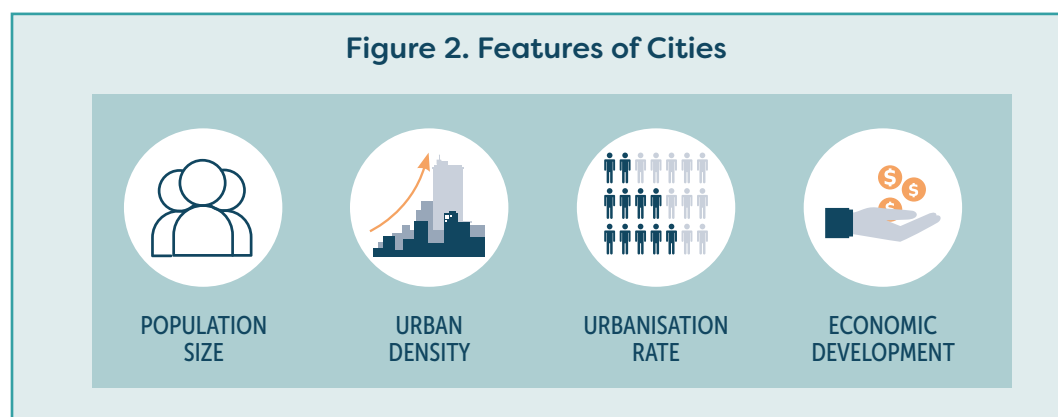 Figure 2. Features of Cities
$
$
$
POPULATION
SIZE
URBAN
DENSITY
URBANISATION
RATE
ECONOMIC
DEVELOPMENT